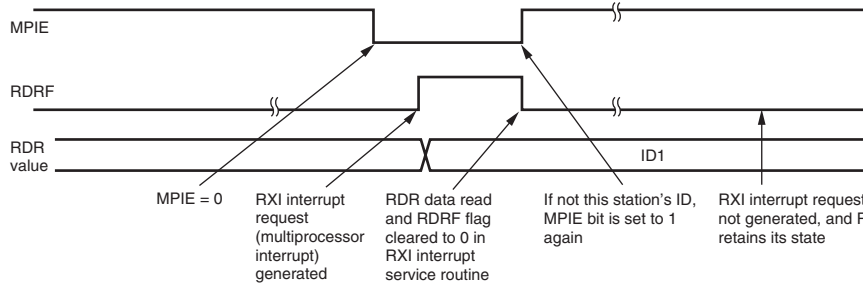 MPIE
RDRF
RDR
value
ID1
MPIE = 0
RXI interrupt
request
(multiprocessor
interrupt)
generated
RDR data read
and RDRF flag
cleared to 0 in
RXI interrupt
service routine
If not this station's ID,
MPIE bit is set to 1
again
RXI interrupt request
not generated, and
retains its state